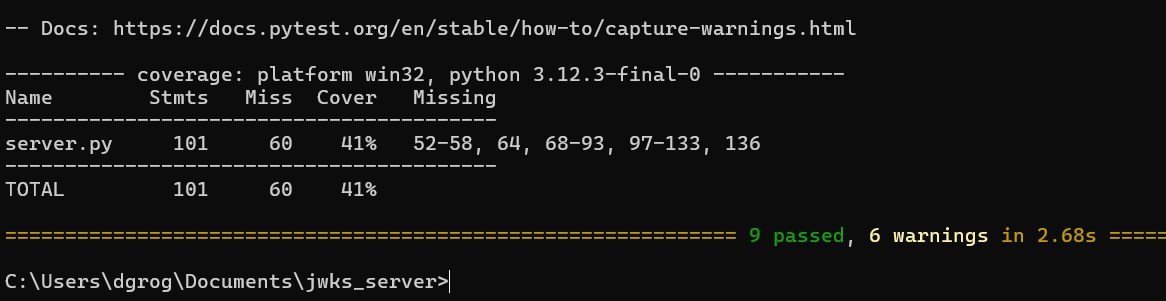 -- Docs: https://docs.pytest.org/en/stable/how-to/capture-warnings.html
---------- coverage: platform win32, python 3.12.3-final-0 -----------
Name        Stmts   Miss  Cover   Missing
-----------------------------------------
server.py     101     60    41%   52-58, 64, 68-93, 97-133, 136
-----------------------------------------
TOTAL         101     60    41%
============================================================= 9 passed, 6 warnings in 2.68s =====
C:\Users\dgrog\Documents\jwks_server>